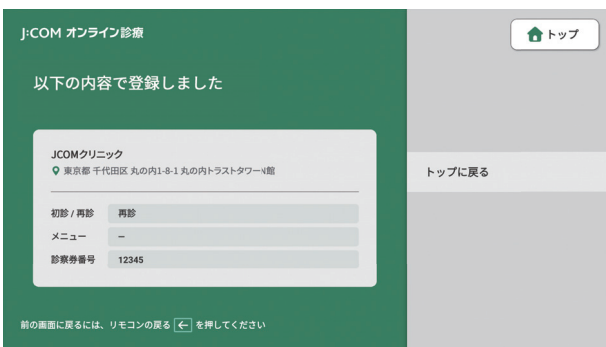 J:COM オンライン診療
トップ
以下の内容で登録しました
JCOMクリニック
東京都 千代田区 丸の内1-8-1 丸の内トラストタワーN館
トップに戻る
初診 / 再診 再診
メニュー –
診察券番号 12345
前の画面に戻るには、リモコンの戻る ← を押してください